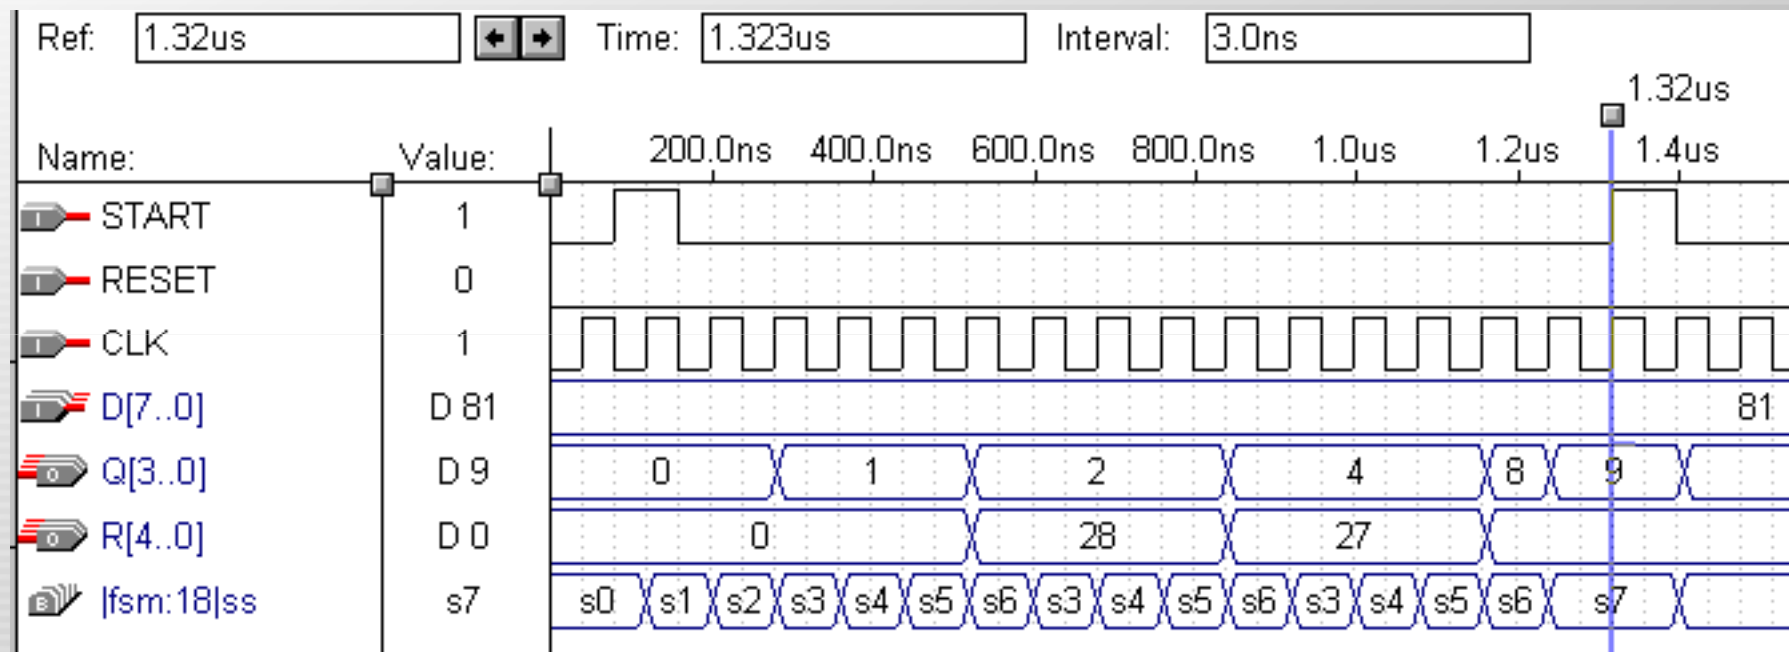 Ref: 1.32us Time: 1.323us Interval: 3.0ns
1.32us
Name: Value: 200.0ns 400.0ns 600.0ns 800.0ns 1.0us 1.2us 1.4us
I START 1
I RESET 0
I CLK 1
I D[7..0] D 81 81
O Q[3..0] D 9 0 1 2 4 8 9
O R[4..0] D 0 0 28 27
B |fsm:18|ss s7 s0 s1 s2 s3 s4 s5 s6 s3 s4 s5 s6 s3 s4 s5 s6 s7